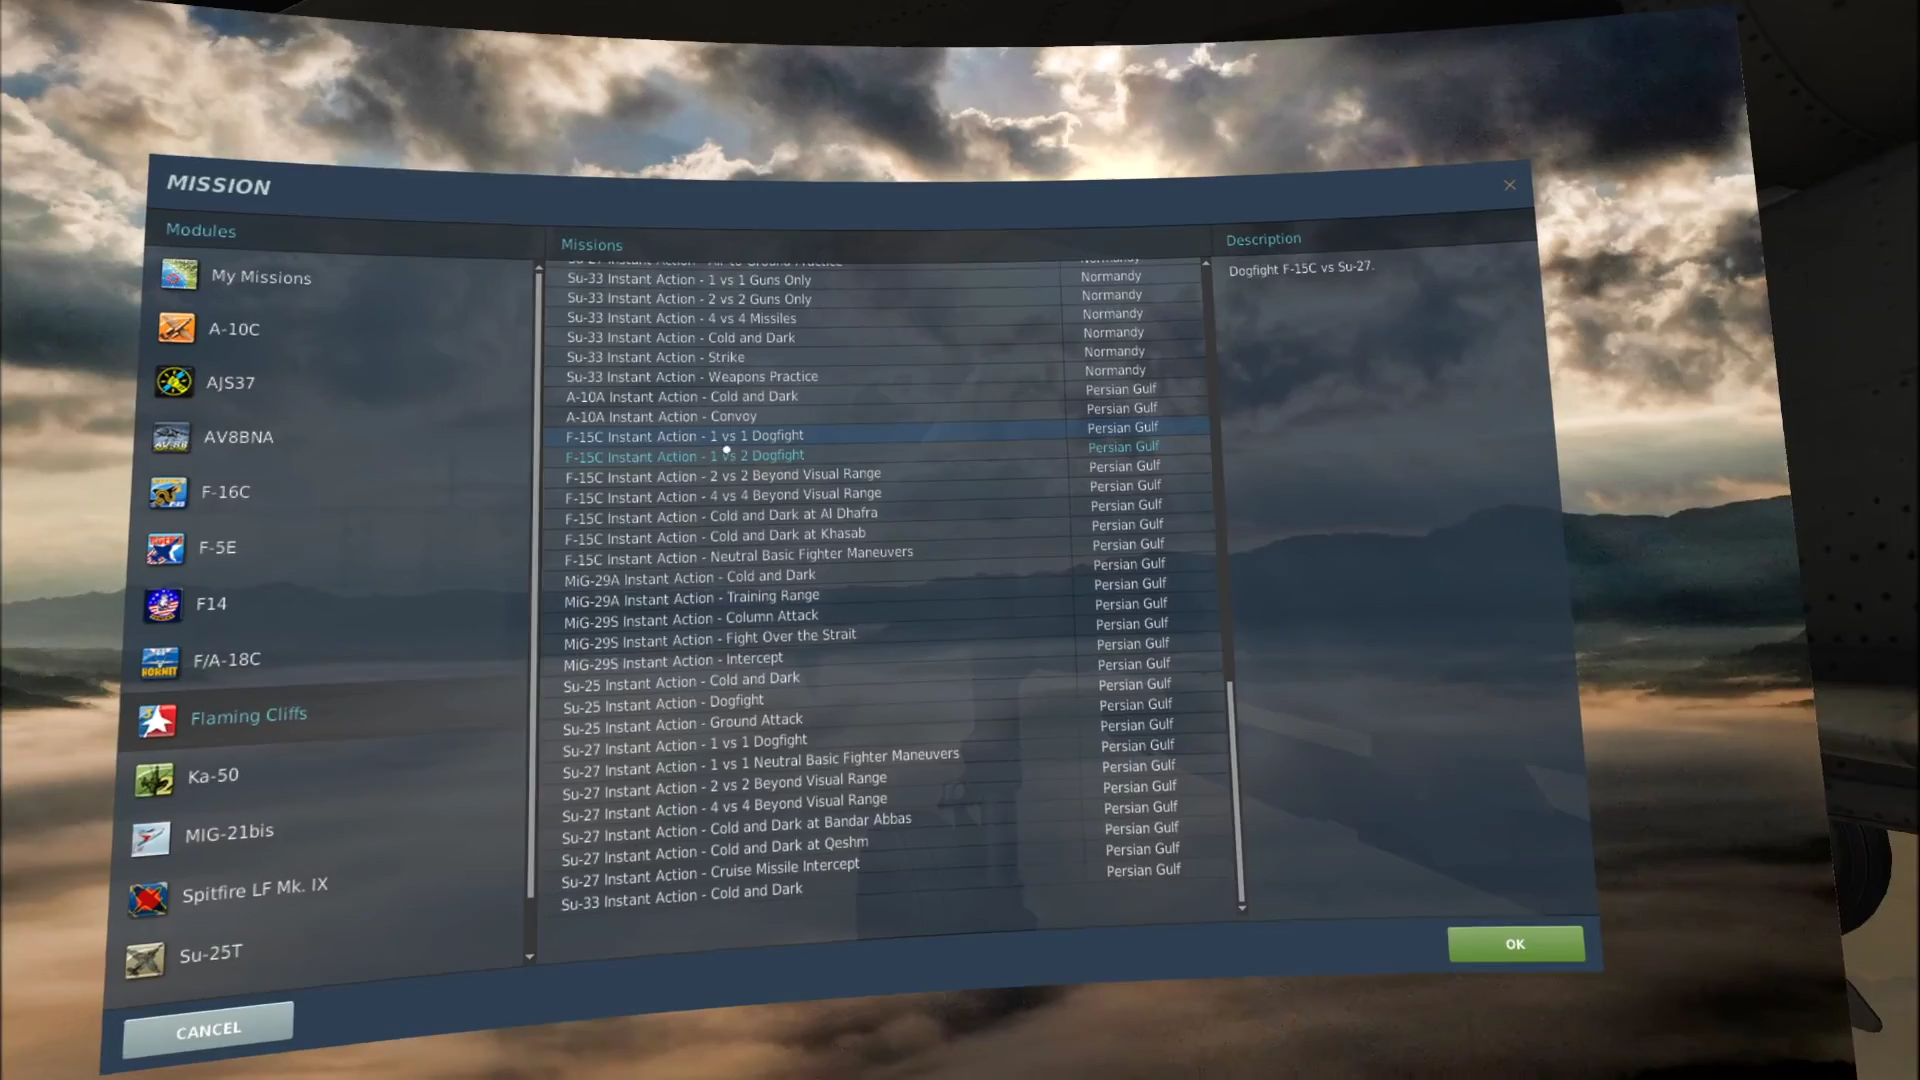 MISSION
Modules
My Missions
A-10C
AJS37
AV8BNA
F-16C
F-5E
F14
F/A-18C
Flaming Cliffs
Ka-50
MIG-21bis
Spitfire LF Mk. IX
Su-25T
CANCEL
Missions
Su-33 Instant Action - 1 vs 1 Guns Only Normandy
Su-33 Instant Action - 2 vs 2 Guns Only Normandy
Su-33 Instant Action - 4 vs 4 Missiles Normandy
Su-33 Instant Action - Cold and Dark Normandy
Su-33 Instant Action - Strike Normandy
Su-33 Instant Action - Weapons Practice Normandy
A-10A Instant Action - Cold and Dark Persian Gulf
A-10A Instant Action - Convoy Persian Gulf
F-15C Instant Action - 1 vs 1 Dogfight Persian Gulf
F-15C Instant Action - 1 vs 2 Dogfight Persian Gulf
F-15C Instant Action - 2 vs 2 Beyond Visual Range Persian Gulf
F-15C Instant Action - 4 vs 4 Beyond Visual Range Persian Gulf
F-15C Instant Action - Cold and Dark at Al Dhafra Persian Gulf
F-15C Instant Action - Cold and Dark at Khasab Persian Gulf
F-15C Instant Action - Neutral Basic Fighter Maneuvers Persian Gulf
MiG-29A Instant Action - Cold and Dark Persian Gulf
MiG-29A Instant Action - Training Range Persian Gulf
MiG-29S Instant Action - Column Attack Persian Gulf
MiG-29S Instant Action - Fight Over the Strait Persian Gulf
MiG-29S Instant Action - Intercept Persian Gulf
Su-25 Instant Action - Cold and Dark Persian Gulf
Su-25 Instant Action - Dogfight Persian Gulf
Su-25 Instant Action - Ground Attack Persian Gulf
Su-27 Instant Action - 1 vs 1 Dogfight Persian Gulf
Su-27 Instant Action - 1 vs 1 Neutral Basic Fighter Maneuvers Persian Gulf
Su-27 Instant Action - 2 vs 2 Beyond Visual Range Persian Gulf
Su-27 Instant Action - 4 vs 4 Beyond Visual Range Persian Gulf
Su-27 Instant Action - Cold and Dark at Bandar Abbas Persian Gulf
Su-27 Instant Action - Cold and Dark at Qeshm Persian Gulf
Su-27 Instant Action - Cruise Missile Intercept Persian Gulf
Su-33 Instant Action - Cold and Dark Persian Gulf
Description
Dogfight F-15C vs Su-27.
OK